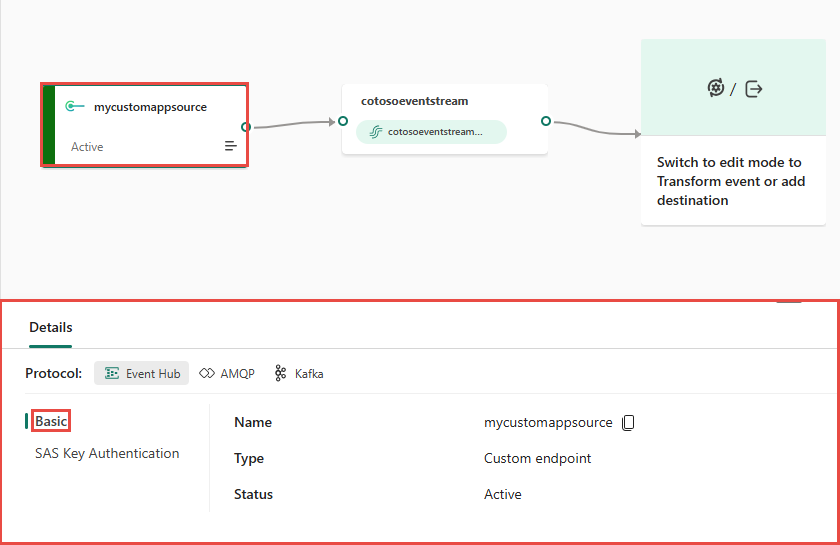 mycustomappsource
Active
cotosoeventstream
cotosoeventstream...
/
Switch to edit mode to
Transform event or add
destination
Details
Protocol: Event Hub AMQP Kafka
Basic
SAS Key Authentication
Name mycustomappsource
Type Custom endpoint
Status Active